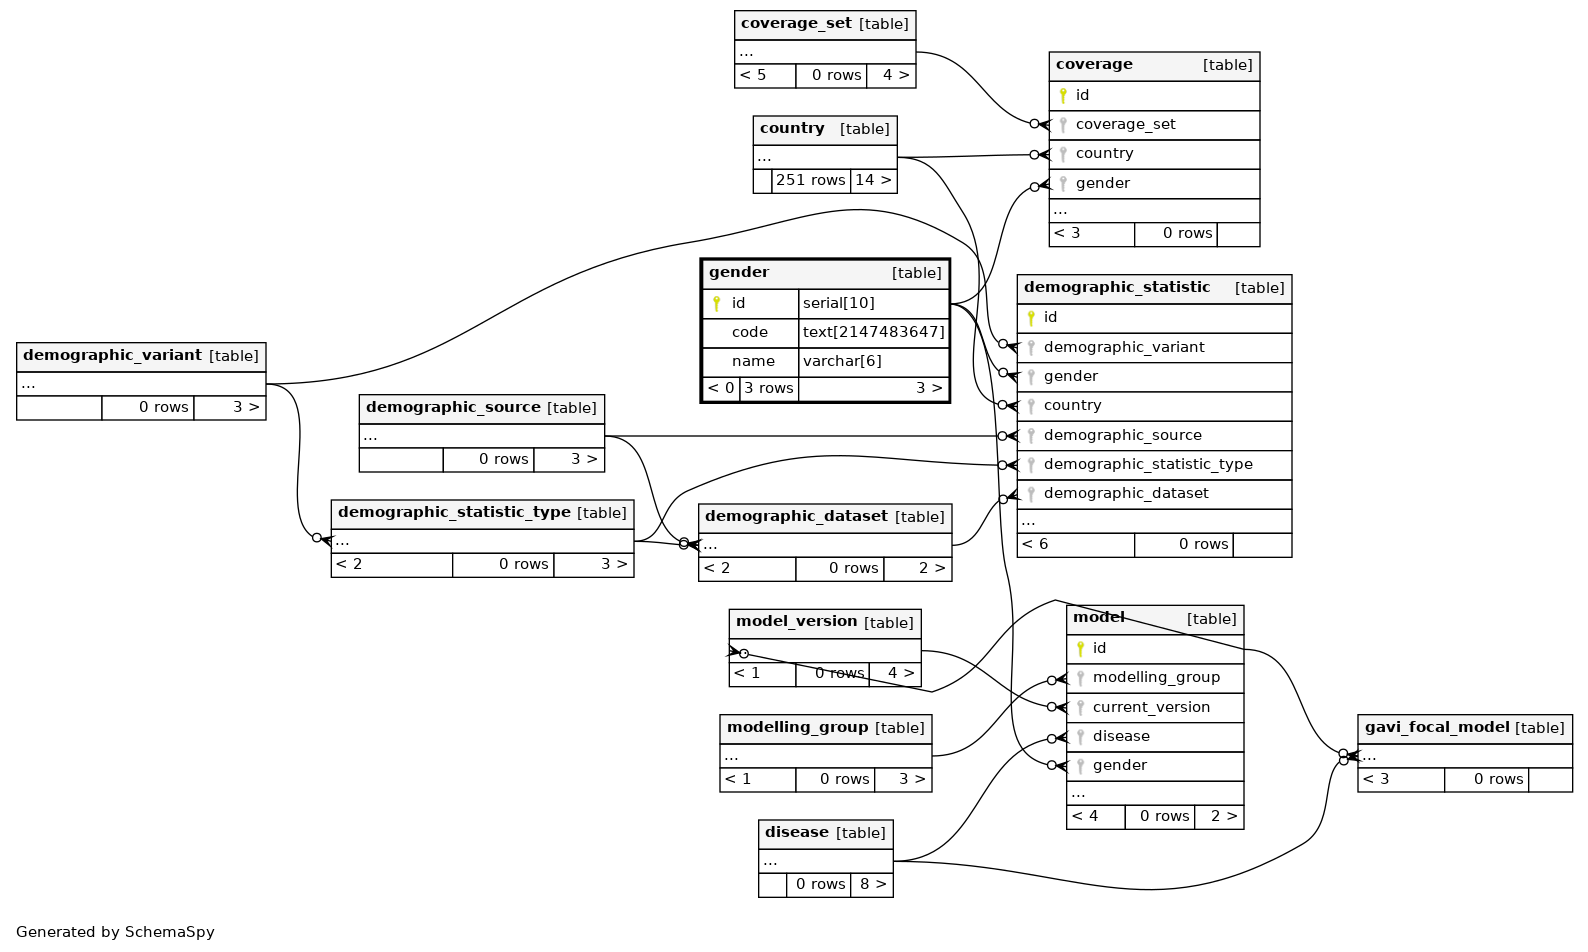 coverage_set [table]
...
< 5 0 rows 4 >
coverage [table]
id
coverage_set
country
gender
...
< 3 0 rows
country [table]
...
251 rows 14 >
gender [table]
id serial[10]
code text[2147483647]
name varchar[6]
< 0 3 rows 3 >
demographic_statistic [table]
id
demographic_variant
gender
country
demographic_source
demographic_statistic_type
demographic_dataset
...
< 6 0 rows
demographic_variant [table]
...
0 rows 3 >
demographic_source [table]
...
0 rows 3 >
demographic_statistic_type [table]
...
< 2 0 rows 3 >
demographic_dataset [table]
...
< 2 0 rows 2 >
model_version [table]
...
< 1 0 rows 4 >
model [table]
id
modelling_group
current_version
disease
gender
...
< 4 0 rows 2 >
modelling_group [table]
...
< 1 0 rows 3 >
gavi_focal_model [table]
...
< 3 0 rows
disease [table]
...
0 rows 8 >
Generated by SchemaSpy